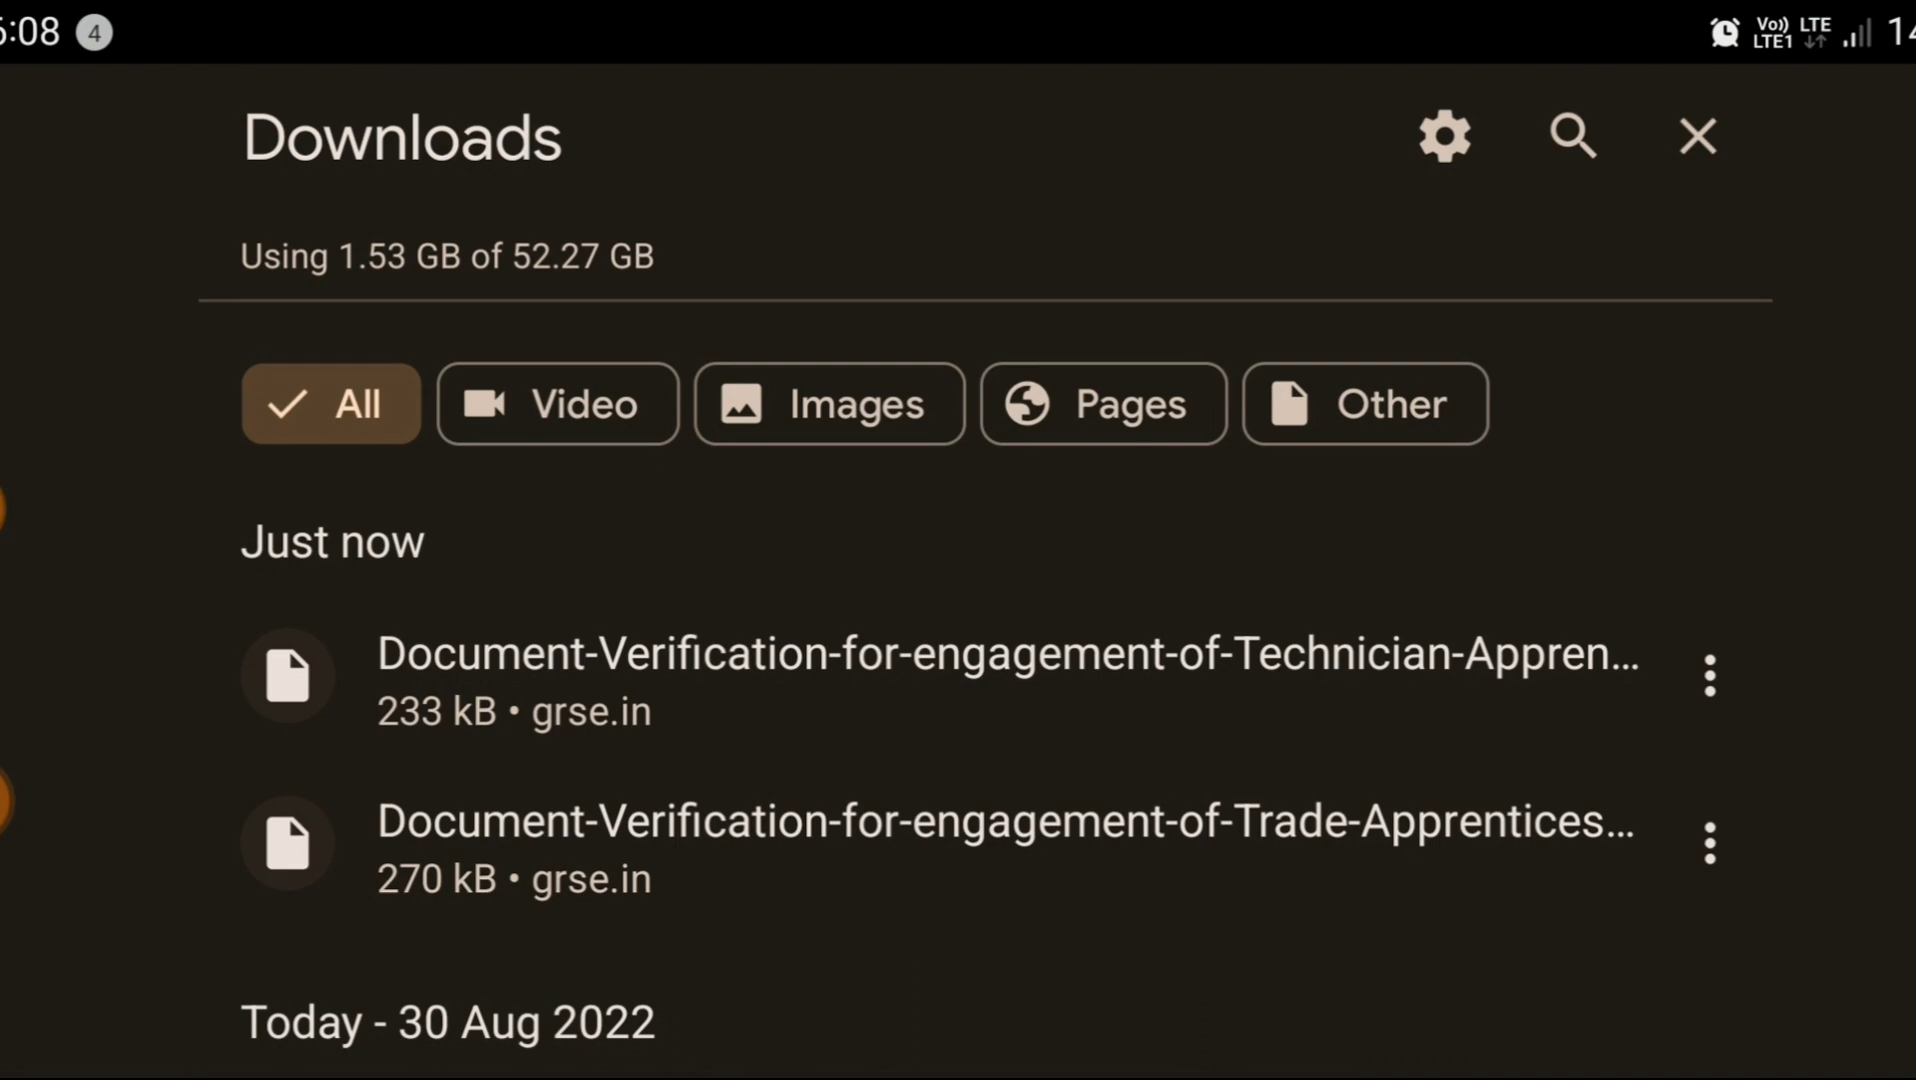 :08 4 Vo)) LTE
LTE1
Downloads
Using 1.53 GB of 52.27 GB
All Video Images Pages Other
Just now
Document-Verification-for-engagement-of-Technician-Appren...
233 kB • grse.in
Document-Verification-for-engagement-of-Trade-Apprentices...
270 kB • grse.in
Today - 30 Aug 2022